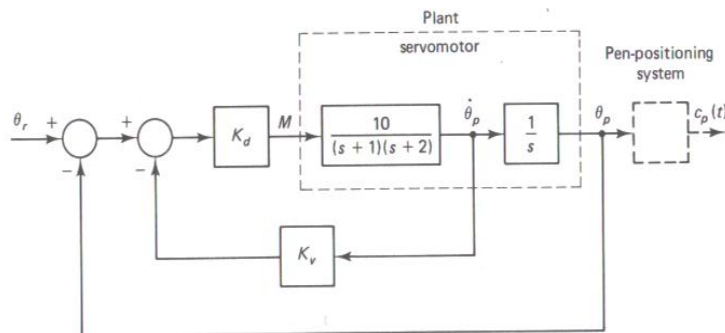 Plant
servomotor
Pen-positioning
system
θr + + Kd M 10 θ̇p 1 θp cp(t)
(s + 1)(s + 2) s
− −
Kv